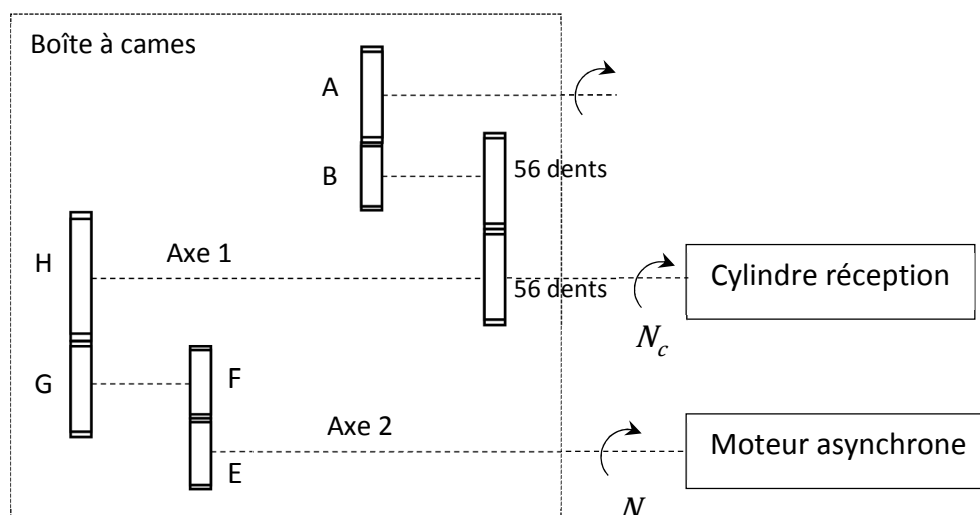 Boîte à cames
A
B
56 dents
H
Axe 1
56 dents
Cylindre réception
N_c
G
F
Axe 2
E
Moteur asynchrone
N